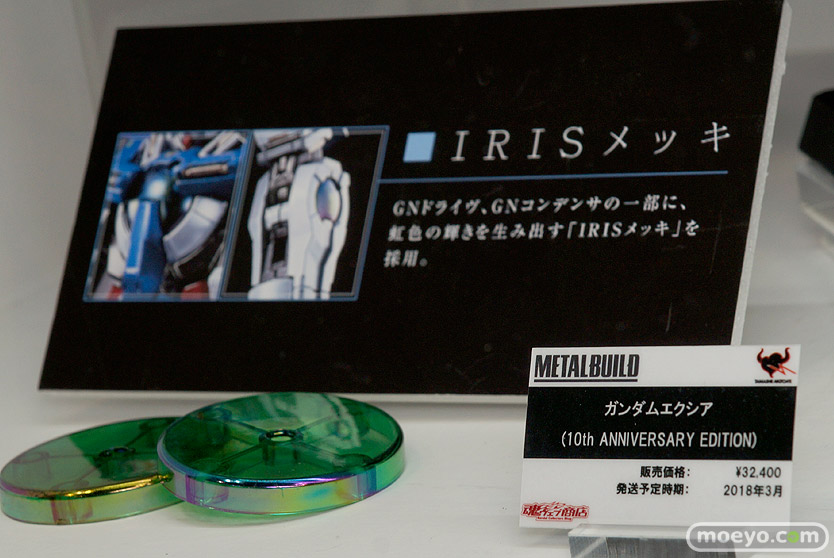 ■IRISメッキ
GNドライヴ、GNコンデンサの一部に、
虹色の輝きを生み出す「IRISメッキ」を
採用。
METALBUILD
TAMASHII NATIONS
ガンダムエクシア
(10th ANNIVERSARY EDITION)
販売価格： ¥32,400
発送予定時期： 2018年3月
魂ウェブ商店
moeyo.com